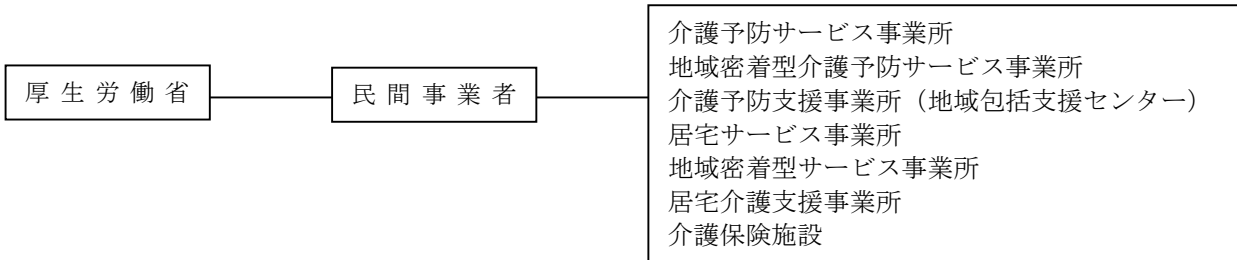 厚生労働省
民間事業者
介護予防サービス事業所
地域密着型介護予防サービス事業所
介護予防支援事業所（地域包括支援センター）
居宅サービス事業所
地域密着型サービス事業所
居宅介護支援事業所
介護保険施設